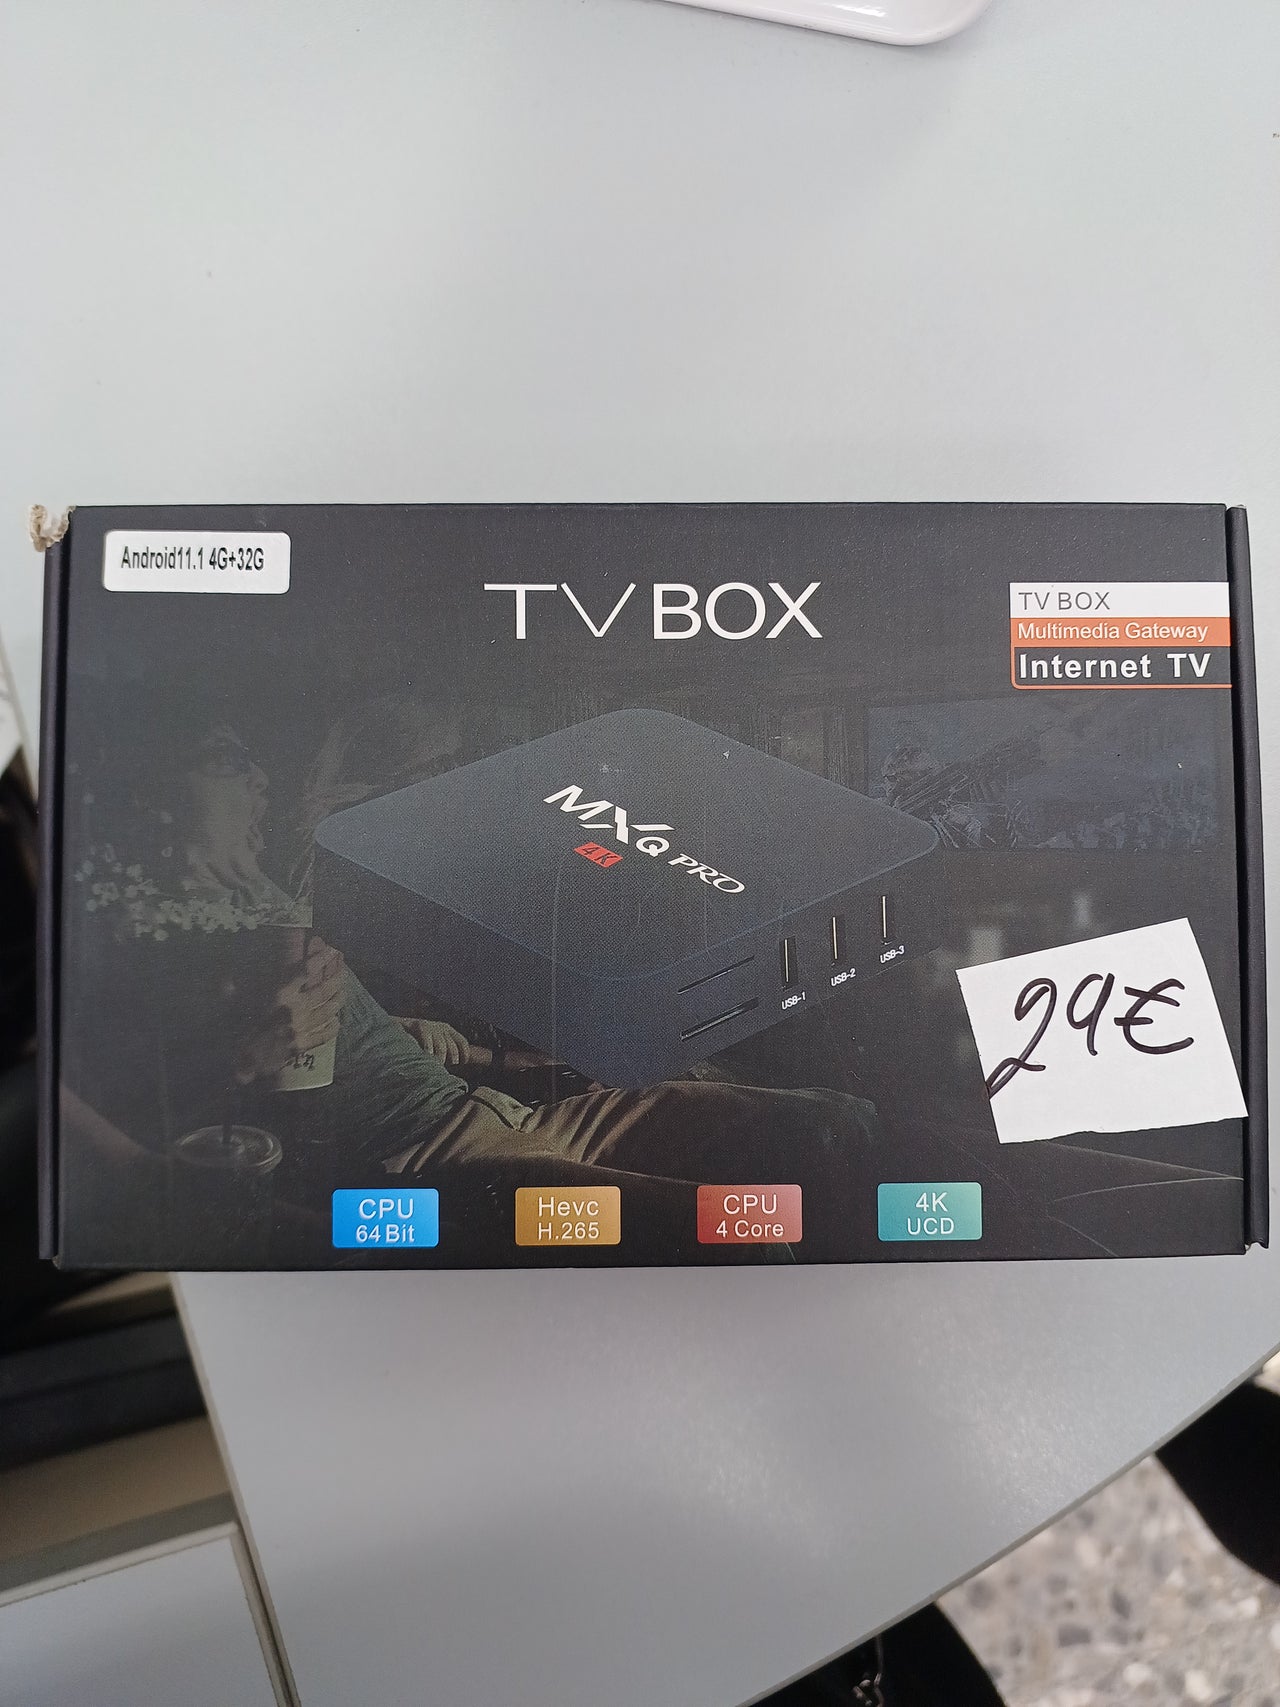 Android11.1 4G+32G
TV BOX
TV BOX
Multimedia Gateway
Internet TV
MXQ PRO
4K
USB-1
USB-2
USB-3
29€
CPU
64 Bit
Hevc
H.265
CPU
4 Core
4K
UCD